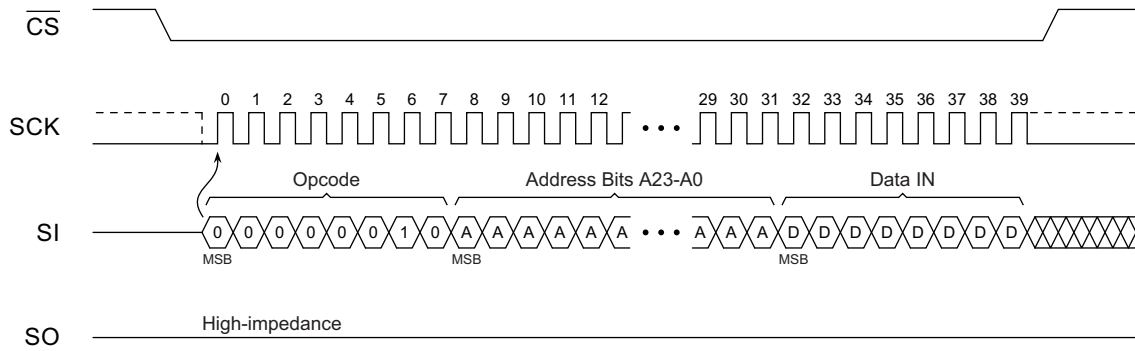 CS
0 1 2 3 4 5 6 7 8 9 10 11 12 29 30 31 32 33 34 35 36 37 38 39
SCK • • •
Opcode Address Bits A23-A0 Data IN
SI 0 0 0 0 0 0 1 0 A A A A A A • • • A A A D D D D D D D D
MSB MSB MSB
High-impedance
SO